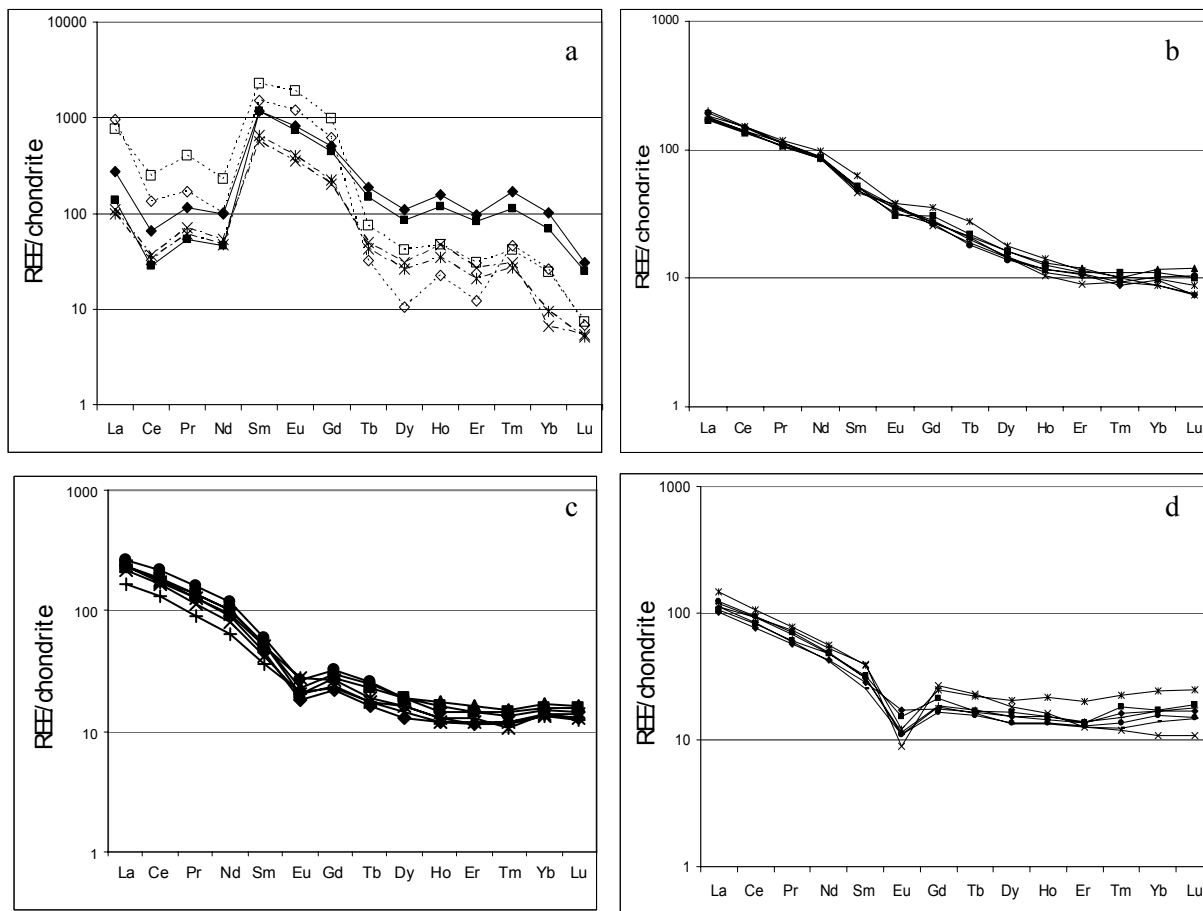 a
10000
1000
100
10
1
REE/chondrite
La Ce Pr Nd Sm Eu Gd Tb Dy Ho Er Tm Yb Lu
b
1000
100
10
1
REE/chondrite
La Ce Pr Nd Sm Eu Gd Tb Dy Ho Er Tm Yb Lu
c
1000
100
10
1
REE/chondrite
La Ce Pr Nd Sm Eu Gd Tb Dy Ho Er Tm Yb Lu
d
1000
100
10
1
REE/chondrite
La Ce Pr Nd Sm Eu Gd Tb Dy Ho Er Tm Yb Lu